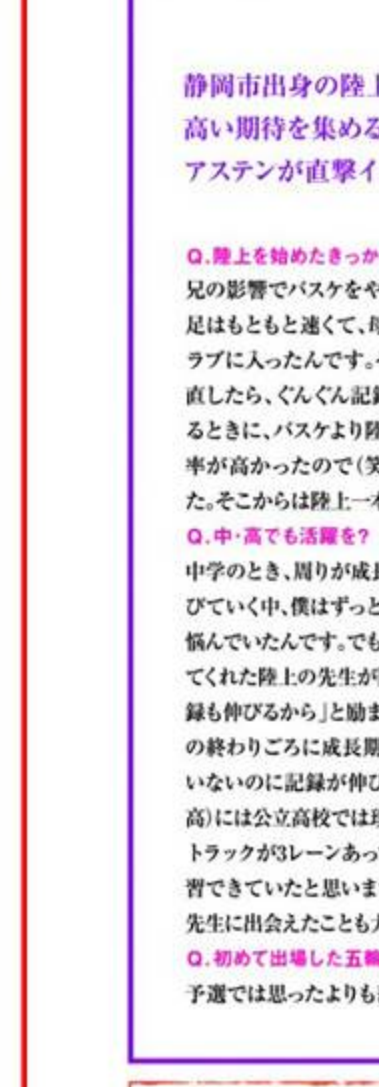 静岡市出身の陸上
高い期待を集める
アステンが直撃イ
Q.陸上を始めたきっか
兄の影響でバスケをや
足はもともと速くて、
ラブに入ったんです。
直したら、ぐんぐん記録
るときに、バスケより陸
率が高かったので(笑
た。そこからは陸上一本
Q.中・高でも活躍を?
中学のとき、周りが成長
びていく中、僕はずっと
悩んでいたんです。でも
てくれた陸上の先生が
録も伸びるから」と励ま
の終わりごろに成長期
いないのに記録が伸び
高)には公立高校では
トラックが3レーンあっ
習できていたと思いま
先生に出会えたことも
Q.初めて出場した五輪
予選では思ったよりも